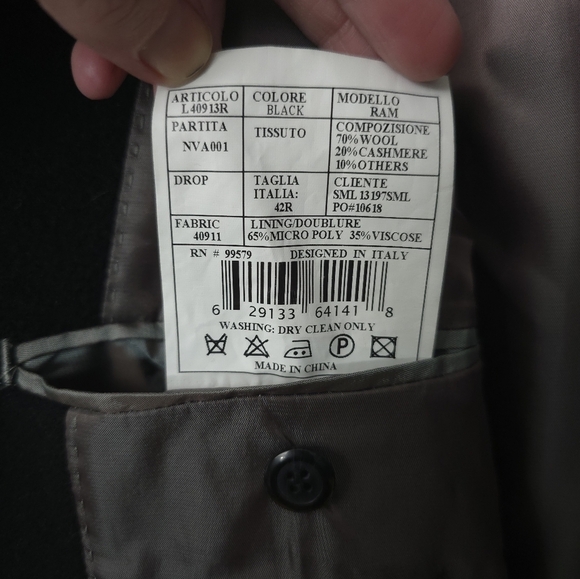 ARTICOLO COLORE MODELLO
L40913R BLACK RAM
PARTITA TISSUTO COMPOZISIONE
NVA001 70%WOOL
20%CASHMERE
10%OTHERS
DROP TAGLIA CLIENTE
ITALIA: SML13197SML
42R PO#10618
FABRIC LINING/DOUBLURE
40911 65%MICRO POLY 35%VISCOSE
RN # 99579 DESIGNED IN ITALY
6 29133 64141 8
WASHING: DRY CLEAN ONLY
P
MADE IN CHINA